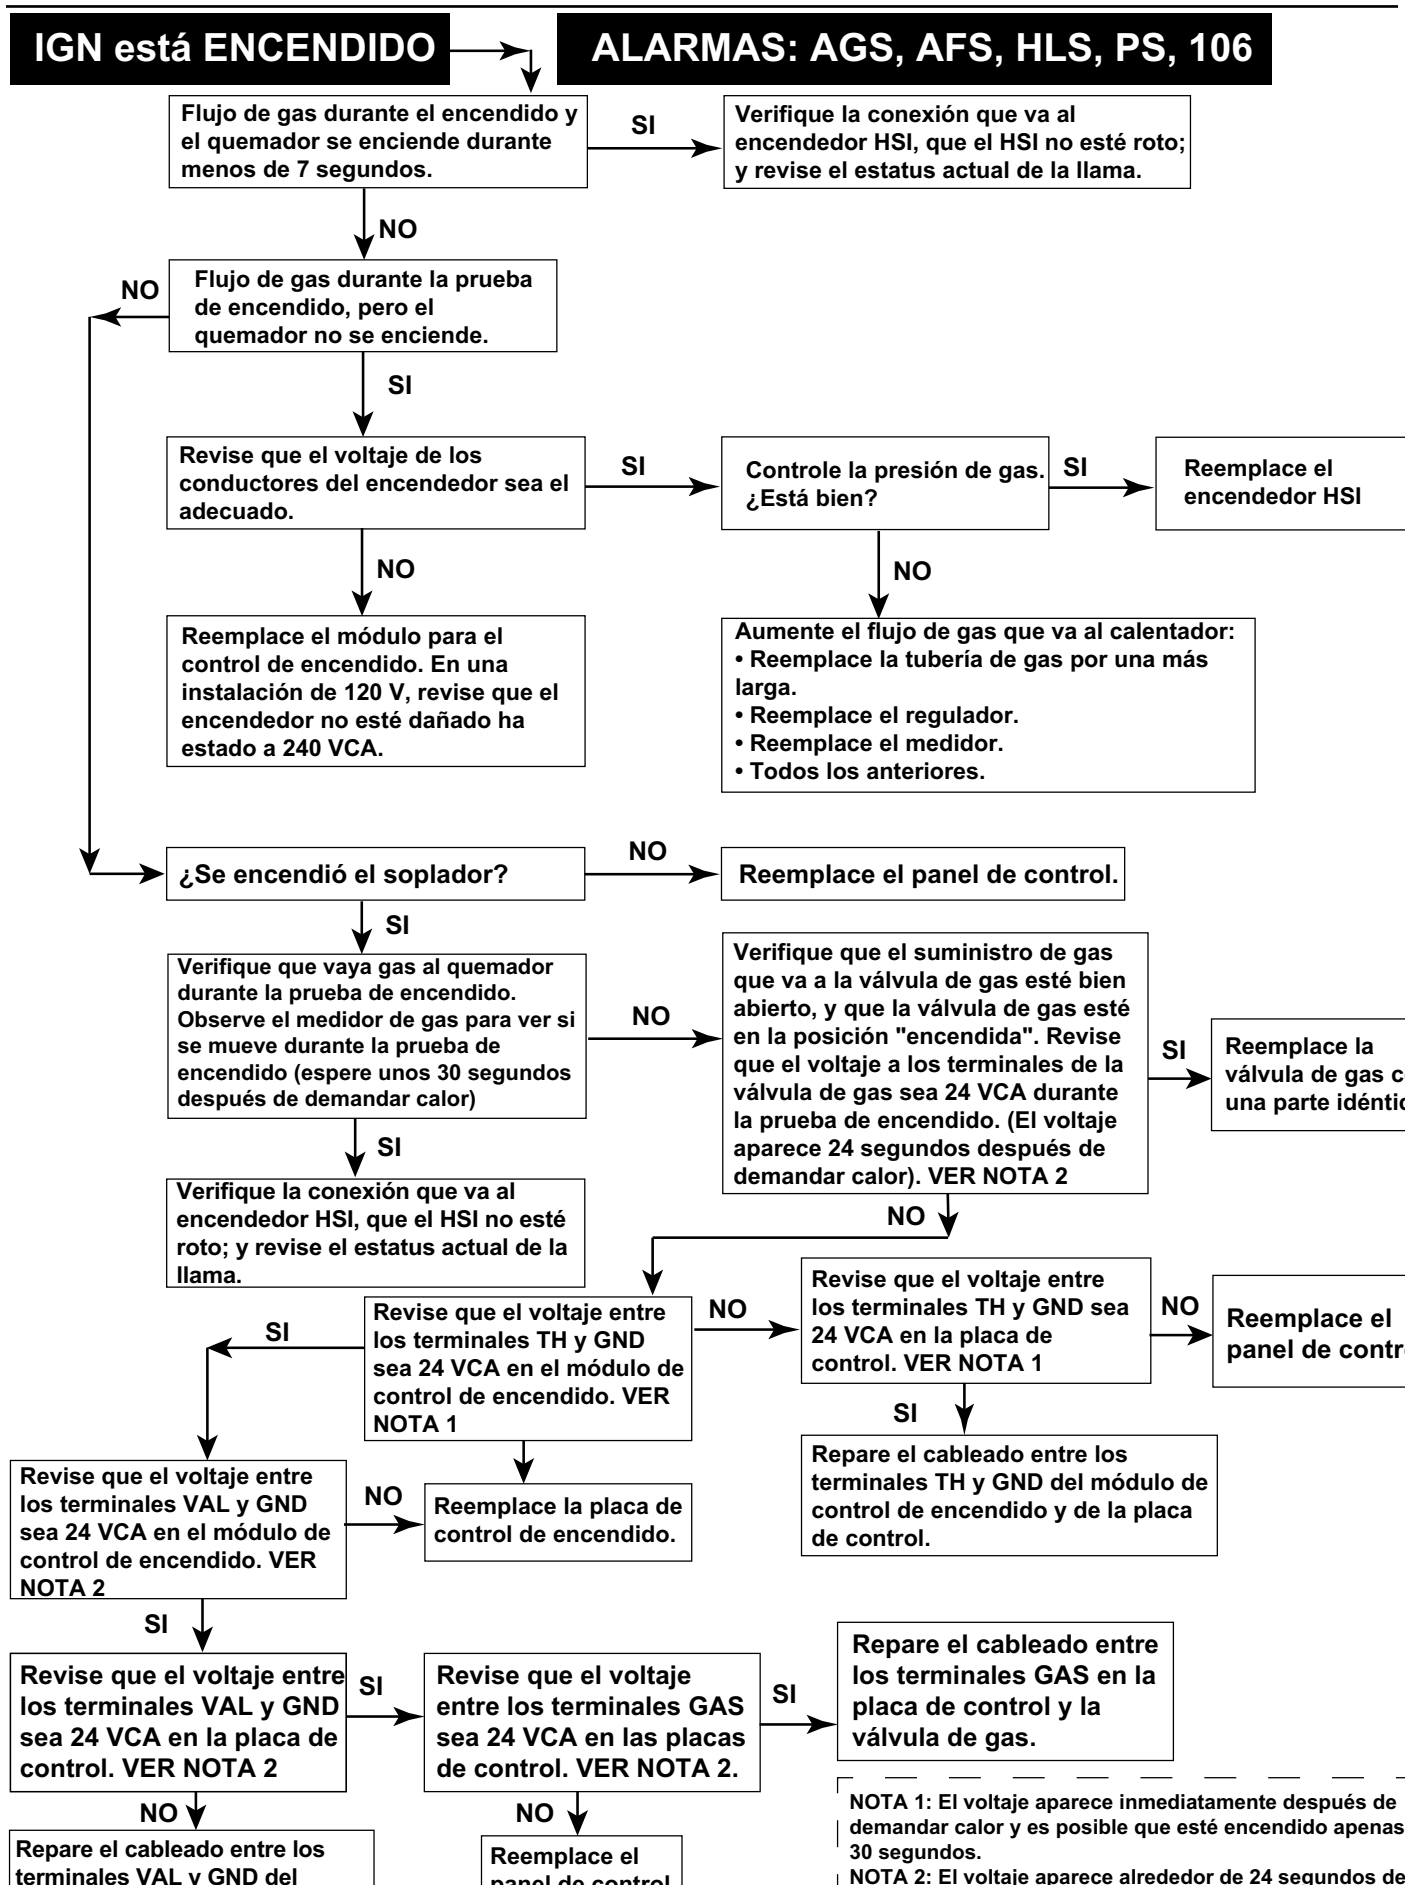 IGN está ENCENDIDO
ALARMAS: AGS, AFS, HLS, PS, 106
Flujo de gas durante el encendido y
el quemador se enciende durante
menos de 7 segundos.
SI
Verifique la conexión que va al
encendedor HSI, que el HSI no esté roto;
y revise el estatus actual de la llama.
NO
Flujo de gas durante la prueba
de encendido, pero el
quemador no se enciende.
NO
SI
Revise que el voltaje de los
conductores del encendedor sea el
adecuado.
SI
Controle la presión de gas.
¿Está bien?
SI
Reemplace el
encendedor HSI
NO
NO
Reemplace el módulo para el
control de encendido. En una
instalación de 120 V, revise que el
encendedor no esté dañado ha
estado a 240 VCA.
Aumente el flujo de gas que va al calentador:
• Reemplace la tubería de gas por una más
larga.
• Reemplace el regulador.
• Reemplace el medidor.
• Todos los anteriores.
¿Se encendió el soplador?
NO
Reemplace el panel de control.
SI
Verifique que vaya gas al quemador
durante la prueba de encendido.
Observe el medidor de gas para ver si
se mueve durante la prueba de
encendido (espere unos 30 segundos
después de demandar calor)
NO
Verifique que el suministro de gas
que va a la válvula de gas esté bien
abierto, y que la válvula de gas esté
en la posición "encendida". Revise
que el voltaje a los terminales de la
válvula de gas sea 24 VCA durante
la prueba de encendido. (El voltaje
aparece 24 segundos después de
demandar calor). VER NOTA 2
SI
Reemplace la
válvula de gas
una parte
SI
Verifique la conexión que va al
encendedor HSI, que el HSI no esté
roto; y revise el estatus actual de la
llama.
NO
Revise que el voltaje entre
los terminales TH y GND
sea 24 VCA en el módulo de
control de encendido. VER
NOTA 1
SI
NO
Revise que el voltaje entre
los terminales TH y GND sea
24 VCA en la placa de
control. VER NOTA 1
NO
Reemplace el
panel de
SI
Repare el cableado entre los
terminales TH y GND del módulo de
control de encendido y de la placa
de control.
Revise que el voltaje entre
los terminales VAL y GND
sea 24 VCA en el módulo de
control de encendido. VER
NOTA 2
NO
Reemplace la placa de
control de encendido.
SI
Revise que el voltaje entre
los terminales VAL y GND
sea 24 VCA en la placa de
control. VER NOTA 2
SI
Revise que el voltaje
entre los terminales GAS
sea 24 VCA en las placas
de control. VER NOTA 2.
SI
Repare el cableado entre
los terminales GAS en la
placa de control y la
válvula de gas.
NO
Repare el cableado entre los
terminales VAL y GND del
NO
Reemplace el
panel de control
NOTA 1: El voltaje aparece inmediatamente después de
demandar calor y es posible que esté encendido apenas
30 segundos.
NOTA 2: El voltaje aparece alrededor de 24 segundos